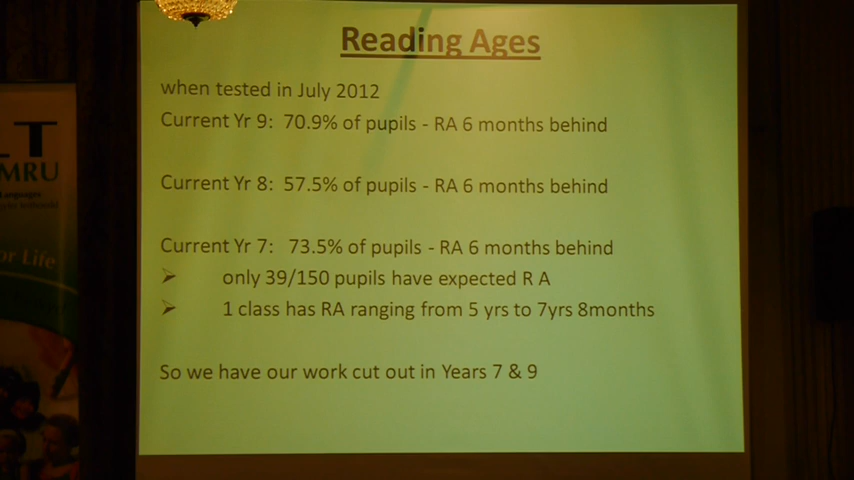 Reading Ages
when tested in July 2012
Current Yr 9: 70.9% of pupils - RA 6 months behind
Current Yr 8: 57.5% of pupils - RA 6 months behind
Current Yr 7: 73.5% of pupils - RA 6 months behind
only 39/150 pupils have expected R A
1 class has RA ranging from 5 yrs to 7yrs 8months
So we have our work cut out in Years 7 & 9
LT
MRU
Languages
or Life